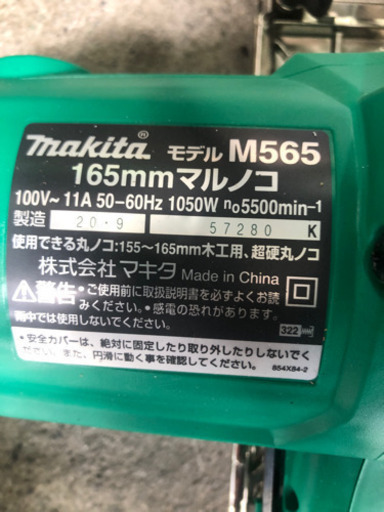 makita® モデル M565
165mmマルノコ
100V~ 11A 50-60Hz 1050W n₀5500min-1
製造 20・9 57280 K
使用できる丸ノコ:155〜165mm木工用、超硬丸ノコ
株式会社 マキタ Made in China
警告・ご使用前に取扱説明書を必ずよくお読
みください。・感電の恐れがあります。
雨中では使用しないでください。
322
・安全カバーは、絶対に固定したり取り外したりしないでく
ださい。また、円滑に動く事を確認してください。
854X84-2